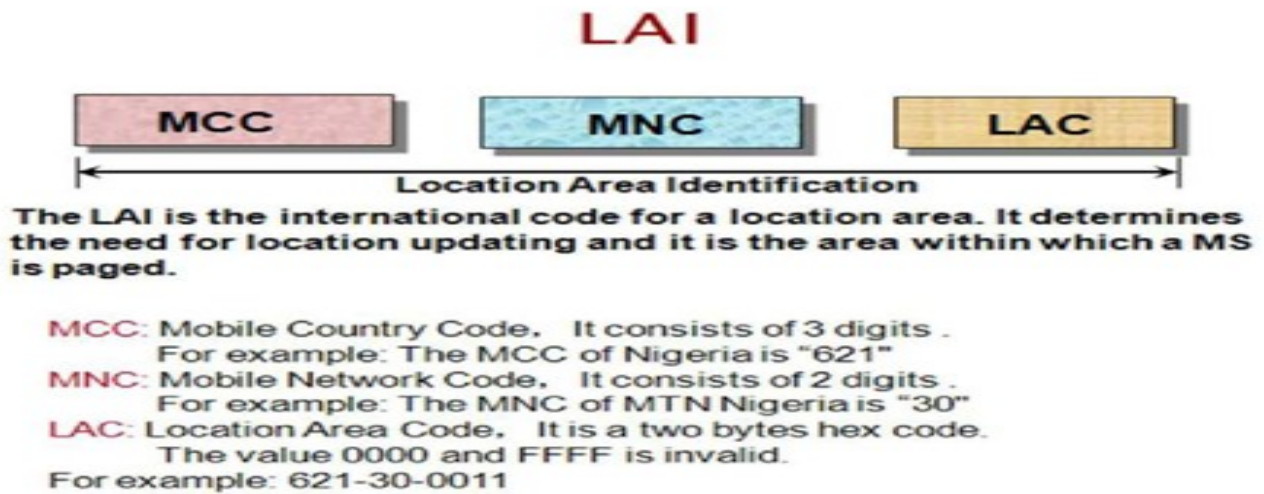 LAI
MCC MNC LAC
Location Area Identification
The LAI is the international code for a location area. It determines
the need for location updating and it is the area within which a MS
is paged.
MCC: Mobile Country Code, It consists of 3 digits .
For example: The MCC of Nigeria is "621"
MNC: Mobile Network Code, It consists of 2 digits .
For example: The MNC of MTN Nigeria is "30"
LAC: Location Area Code, It is a two bytes hex code.
The value 0000 and FFFF is invalid.
For example: 621-30-0011